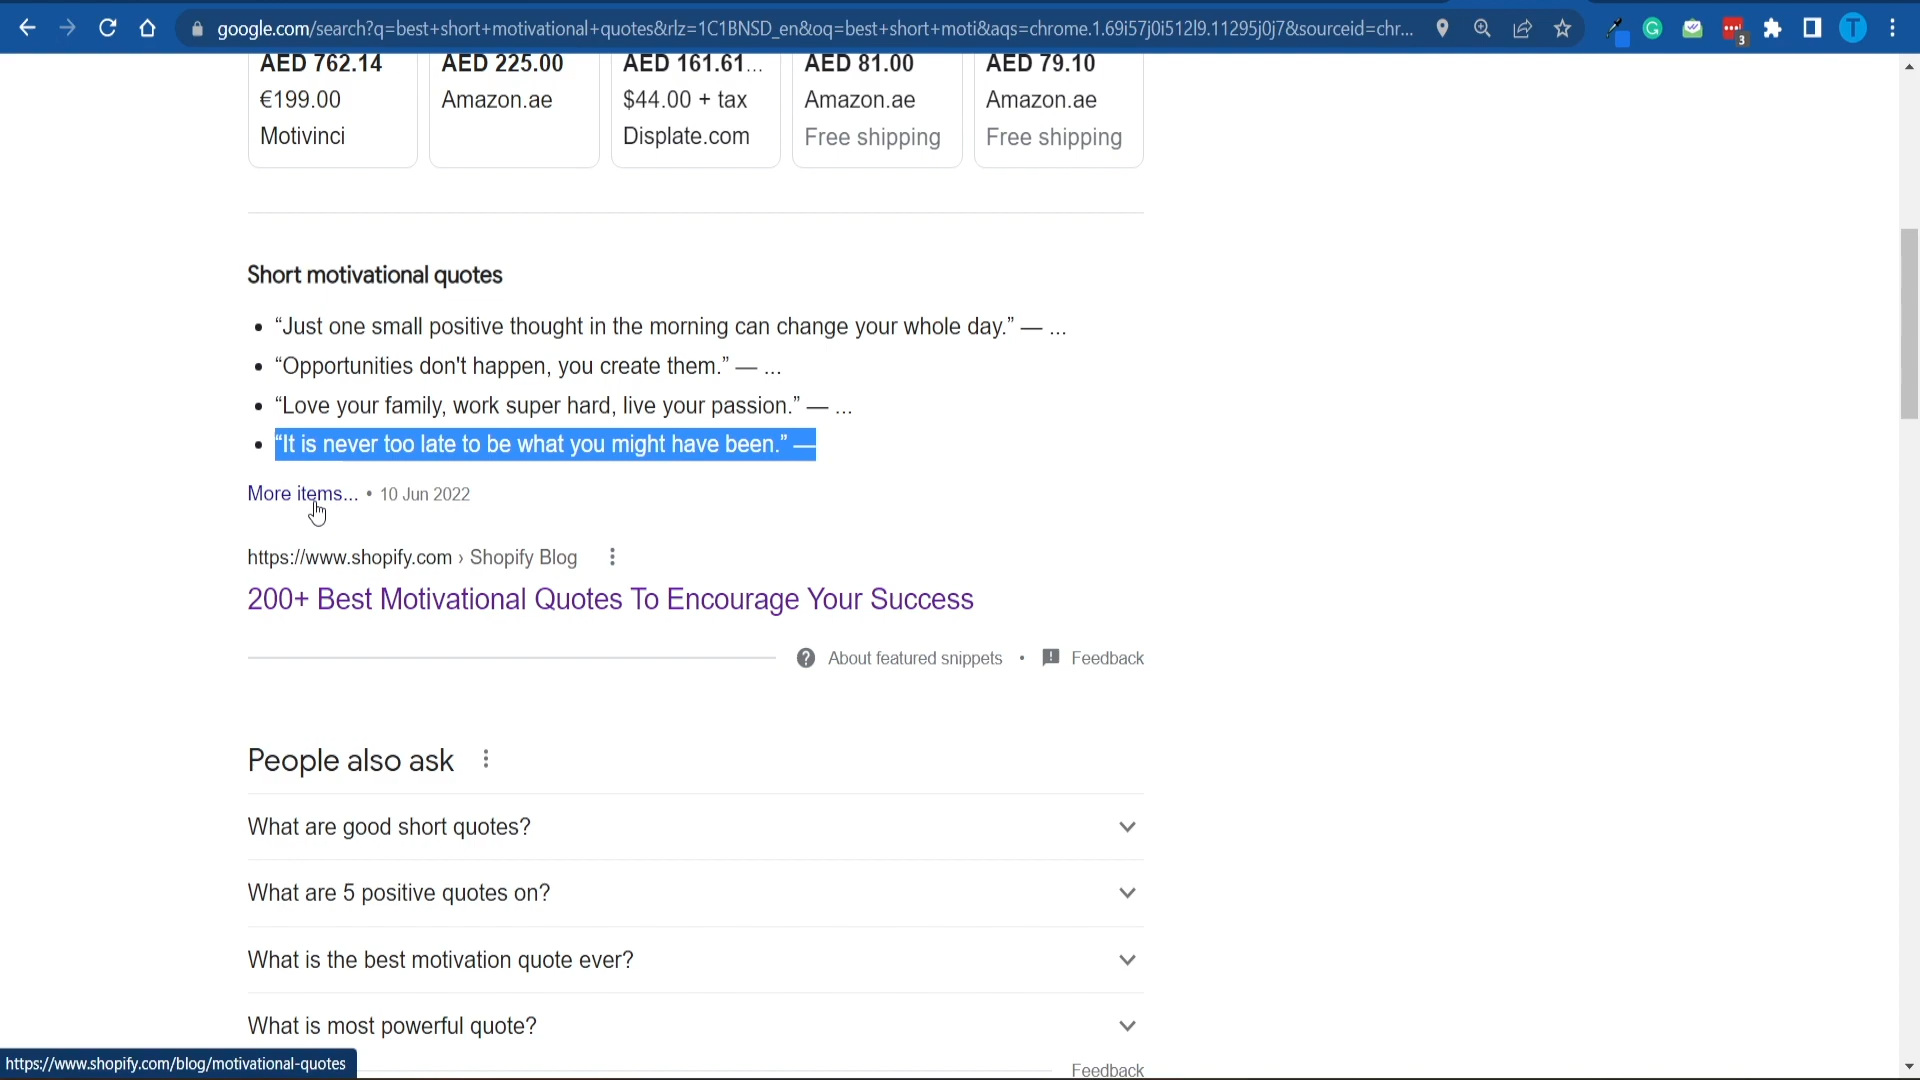 google.com/search?q=best+short+motivational+quotes&rlz=1C1BNSD_en&oq=best+short+moti&aqs=chrome.1.69i57j0i512l9.11295j0j7&sourceid=chr...
3
T
AED 762.14
€199.00
Motivinci
AED 225.00
Amazon.ae
AED 161.61...
$44.00 + tax
Displate.com
AED 81.00
Amazon.ae
Free shipping
AED 79.10
Amazon.ae
Free shipping
Short motivational quotes
• “Just one small positive thought in the morning can change your whole day.” — ...
• “Opportunities don't happen, you create them.” — ...
• “Love your family, work super hard, live your passion.” — ...
• “It is never too late to be what you might have been.” —
More items... • 10 Jun 2022
https://www.shopify.com › Shopify Blog
200+ Best Motivational Quotes To Encourage Your Success
About featured snippets • Feedback
People also ask
What are good short quotes?
What are 5 positive quotes on?
What is the best motivation quote ever?
What is most powerful quote?
Feedback
https://www.shopify.com/blog/motivational-quotes